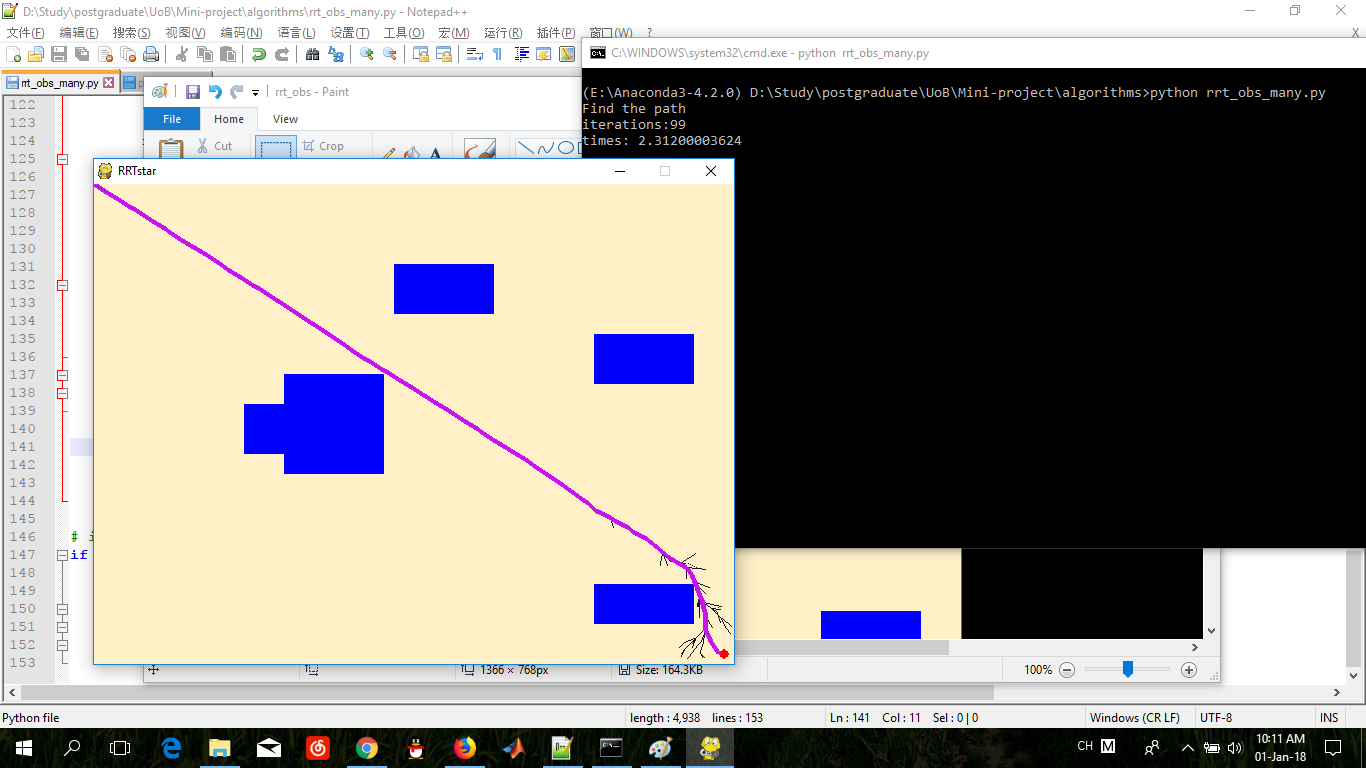 D:\Study\postgraduate\UoB\Mini-project\algorithms\rrt_obs_many.py - Notepad++
文件(F) 编辑(E) 搜索(S) 视图(V) 编码(N) 语言(L) 设置(T) 工具(O) 宏(M) 运行(R) 插件(P) 窗口(W) ? X
rrt_obs_many.py
rrt_obs - Paint
File Home View
Cut Crop
A
C:\WINDOWS\system32\cmd.exe - python rrt_obs_many.py
(E:\Anaconda3-4.2.0) D:\Study\postgraduate\UoB\Mini-project\algorithms>python rrt_obs_many.py
Find the path
iterations:99
times: 2.31200003624
RRTstar
122
123
124
125
126
127
128
129
130
131
132
133
134
135
136
137
138
139
140
141
142
143
144
145
146 #
147 if
148
149
150
151
152
153
1366 × 768px Size: 164.3KB 100%
Python file length : 4,938 lines : 153 Ln : 141 Col : 11 Sel : 0 | 0 Windows (CR LF) UTF-8 INS
CH M 10:11 AM
01-Jan-18